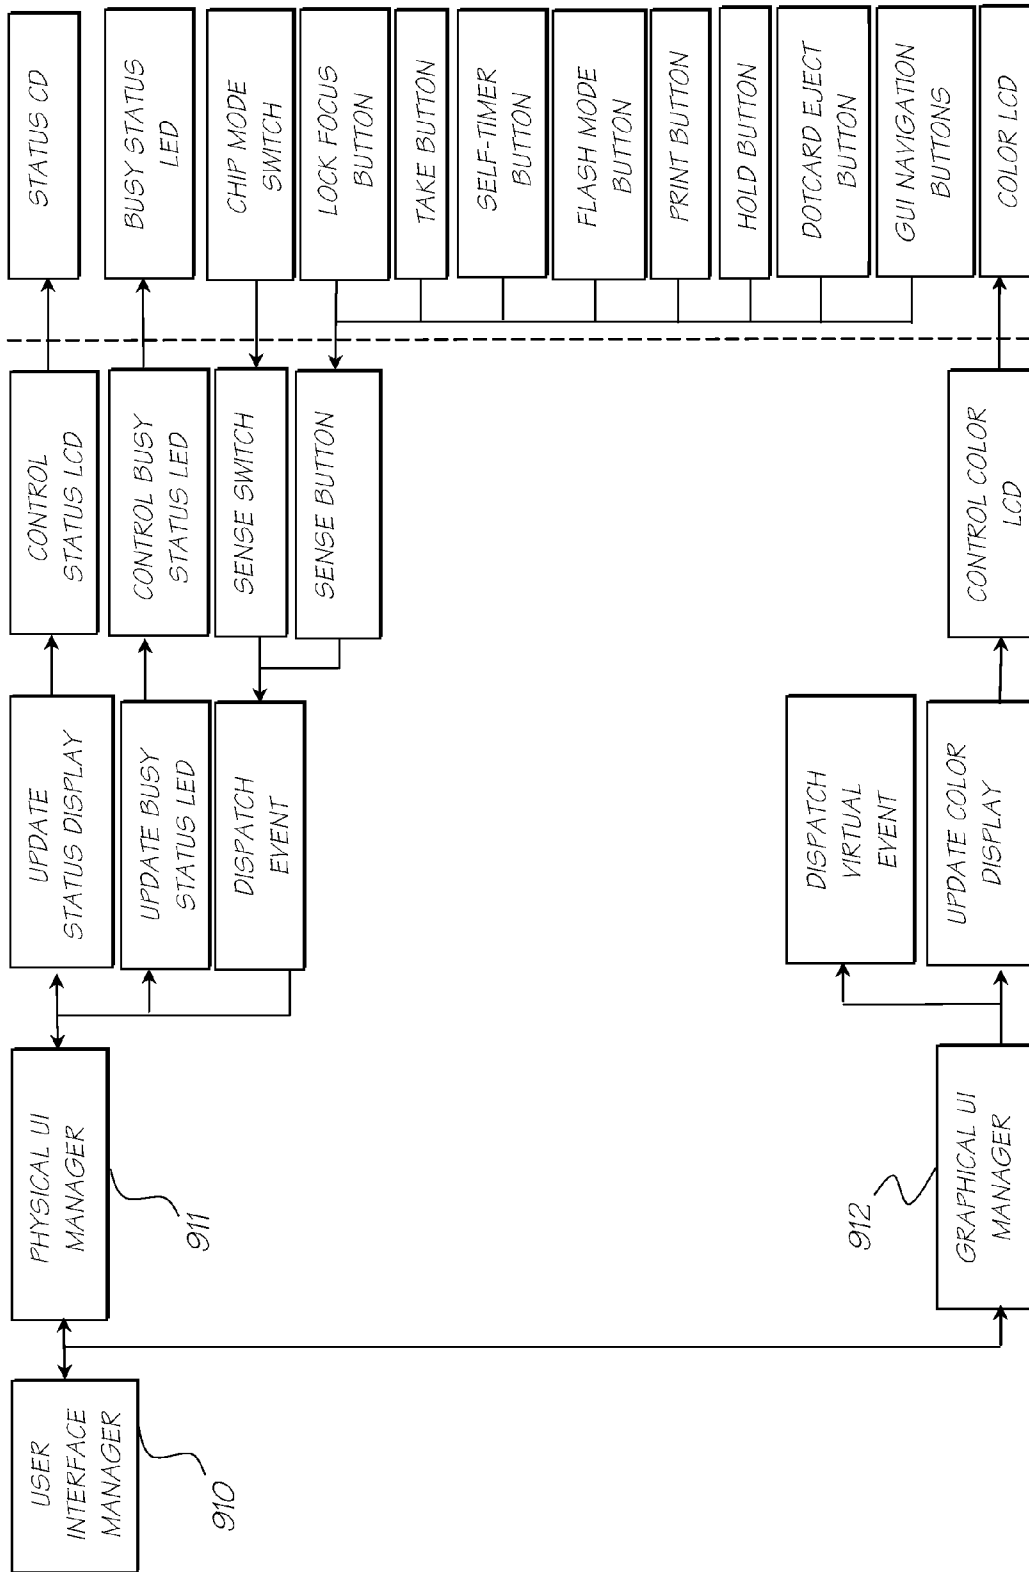 USER
INTERFACE
MANAGER
910
PHYSICAL UI
MANAGER
911
UPDATE
STATUS DISPLAY
UPDATE BUSY
STATUS LED
DISPATCH
EVENT
CONTROL
STATUS LCD
CONTROL BUSY
STATUS LED
SENSE SWITCH
SENSE BUTTON
STATUS CD
BUSY STATUS
LED
CHIP MODE
SWITCH
LOCK FOCUS
BUTTON
TAKE BUTTON
SELF-TIMER
BUTTON
FLASH MODE
BUTTON
PRINT BUTTON
HOLD BUTTON
DOTCARD EJECT
BUTTON
GUI NAVIGATION
BUTTONS
COLOR LCD
912
GRAPHICAL UI
MANAGER
DISPATCH
VIRTUAL
EVENT
UPDATE COLOR
DISPLAY
CONTROL COLOR
LCD